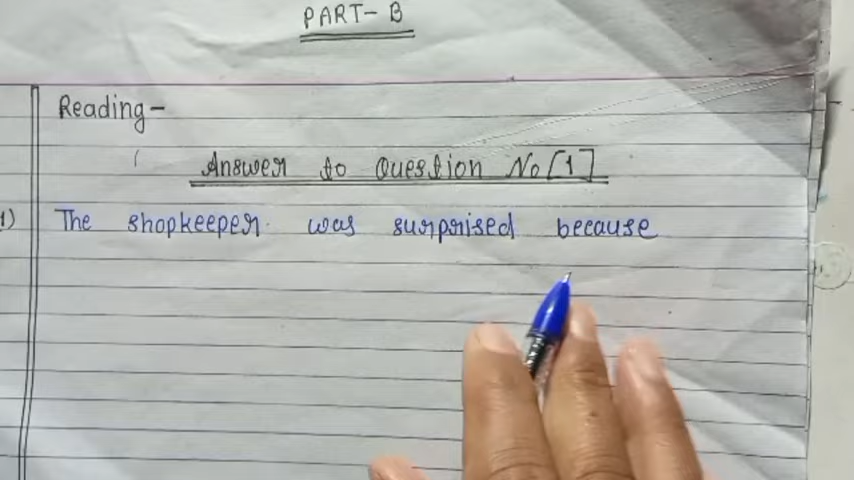 PART-B
Reading-
Answer to Question No [1]
1) The shopkeeper was surprised because